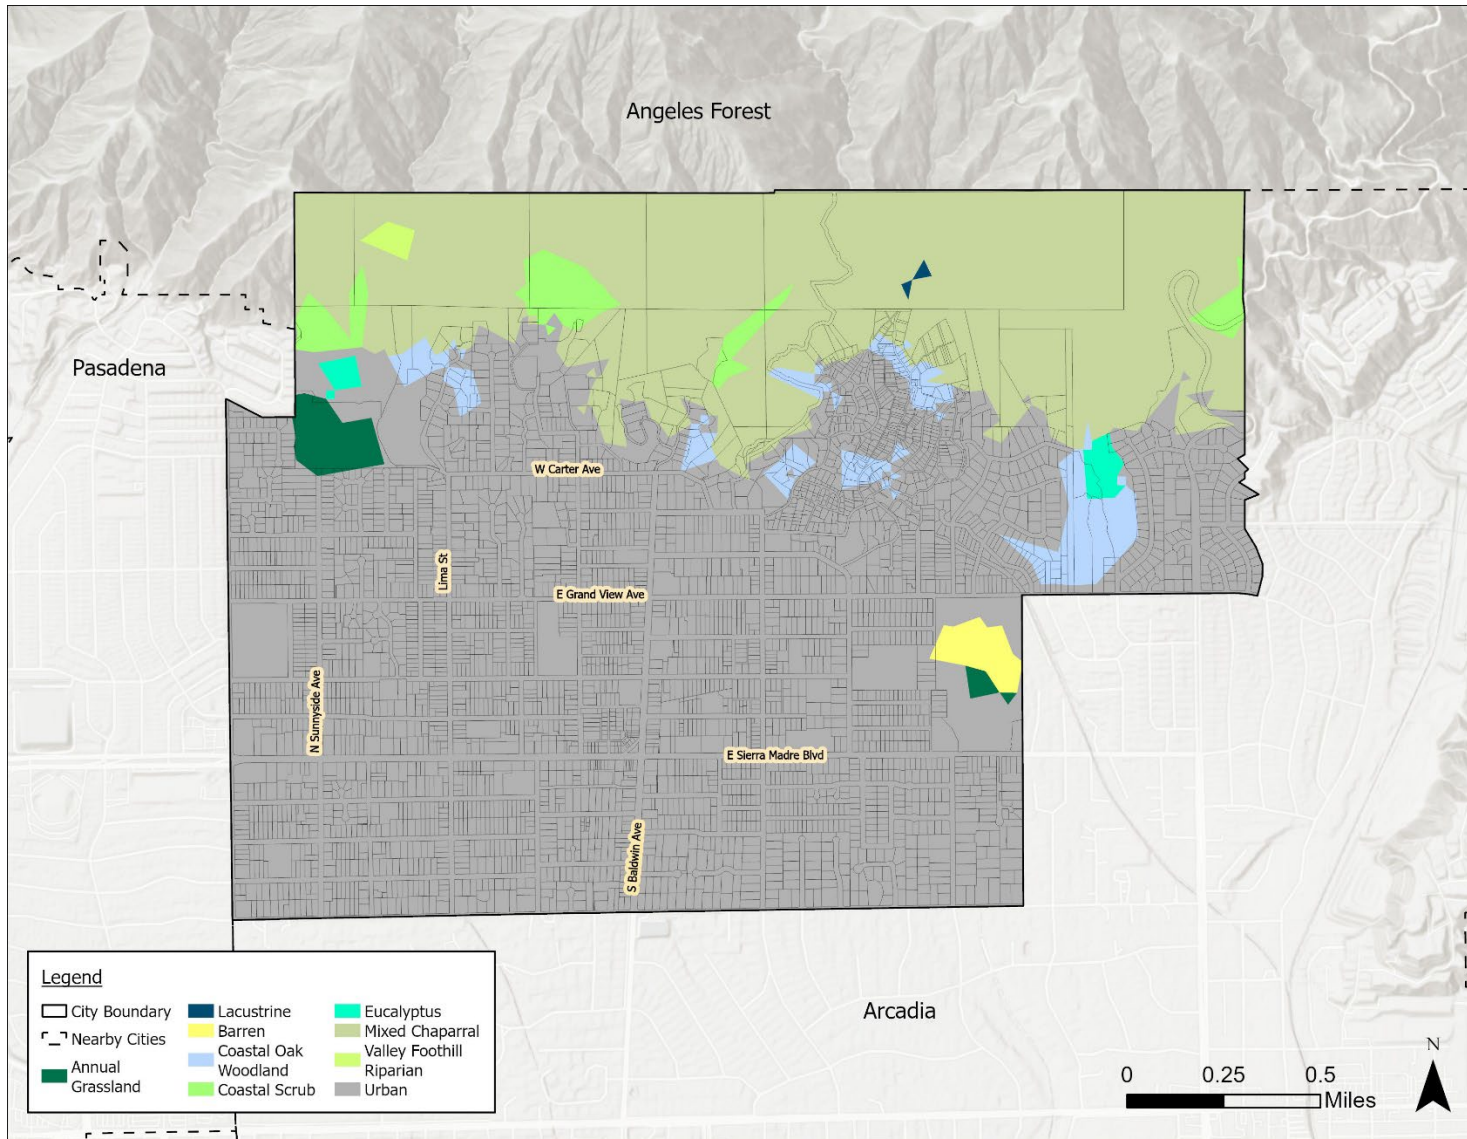 Angeles Forest
Pasadena
W Carter Ave
Lima St
E Grand View Ave
N Sunnyside Ave
E Sierra Madre Blvd
S Baldwin Ave
Arcadia
Legend
City Boundary
Nearby Cities
Annual
Grassland
Lacustrine
Barren
Coastal Oak
Woodland
Coastal Scrub
Eucalyptus
Mixed Chaparral
Valley Foothill
Riparian
Urban
N
0 0.25 0.5
Miles